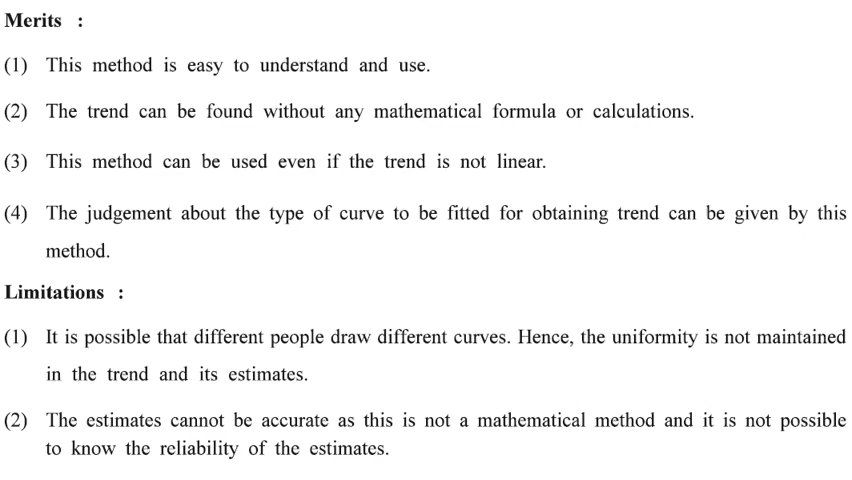 Merits :
(1) This method is easy to understand and use.
(2) The trend can be found without any mathematical formula or calculations.
(3) This method can be used even if the trend is not linear.
(4) The judgement about the type of curve to be fitted for obtaining trend can be given by this
method.
Limitations :
(1) It is possible that different people draw different curves. Hence, the uniformity is not maintained
in the trend and its estimates.
(2) The estimates cannot be accurate as this is not a mathematical method and it is not possible
to know the reliability of the estimates.